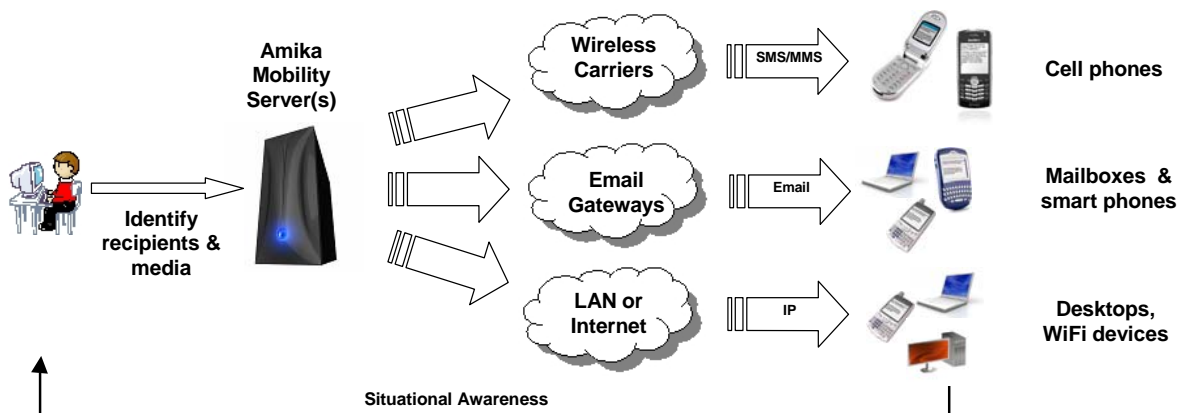 Amika
Mobility
Server(s)
Identify
recipients &
media
Wireless
Carriers
SMS/MMS
Cell phones
Email
Gateways
Email
Mailboxes &
smart phones
LAN or
Internet
IP
Desktops,
WiFi devices
Situational Awareness